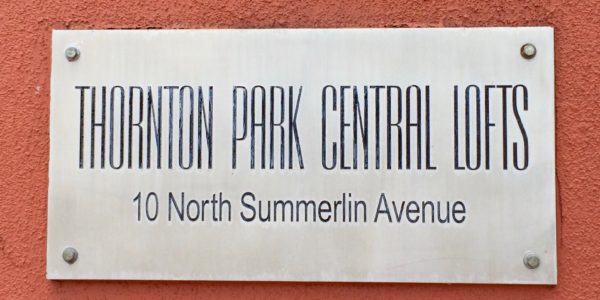 THORNTON PARK CENTRAL LOFTS
10 North Summerlin Avenue